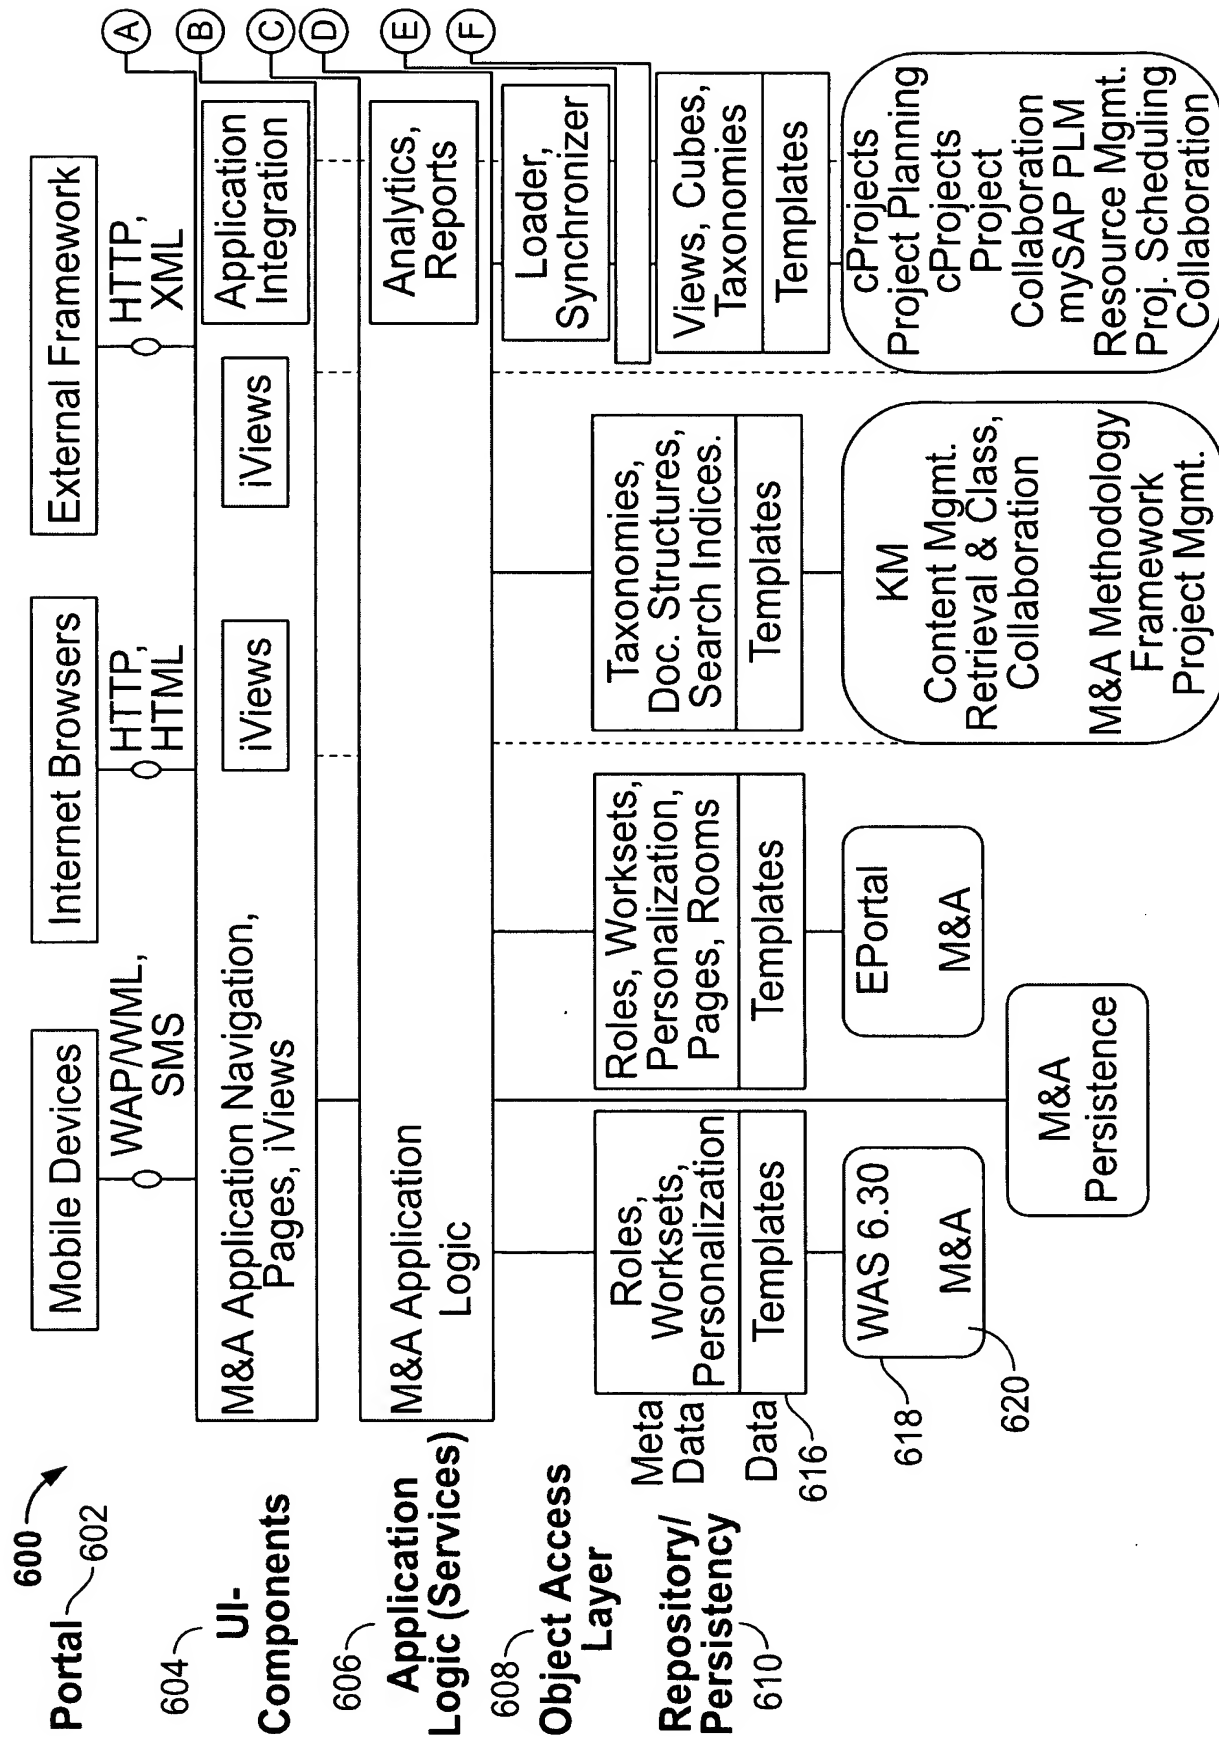 600
Portal 602
Mobile Devices
Internet Browsers
External Framework
WAP/WML,
SMS
HTTP,
HTML
HTTP,
XML
A
B
C
D
E
F
604
UI-
Components
M&A Application Navigation,
Pages, iViews
iViews
iViews
Application
Integration
606
Application
Logic (Services)
M&A Application
Logic
Analytics,
Reports
608
Object Access
Layer
Loader,
Synchronizer
Repository/
Persistency
610
Meta
Data
Data
616
Roles,
Worksets,
Personalization
Templates
Roles, Worksets,
Personalization,
Pages, Rooms
Templates
Taxonomies,
Doc. Structures,
Search Indices.
Templates
Views, Cubes,
Taxonomies
Templates
618
WAS 6.30
M&A
620
EPortal
M&A
M&A
Persistence
KM
Content Mgmt.
Retrieval & Class,
Collaboration
M&A Methodology
Framework
Project Mgmt.
cProjects
Project Planning
cProjects
Project
Collaboration
mySAP PLM
Resource Mgmt.
Proj. Scheduling
Collaboration